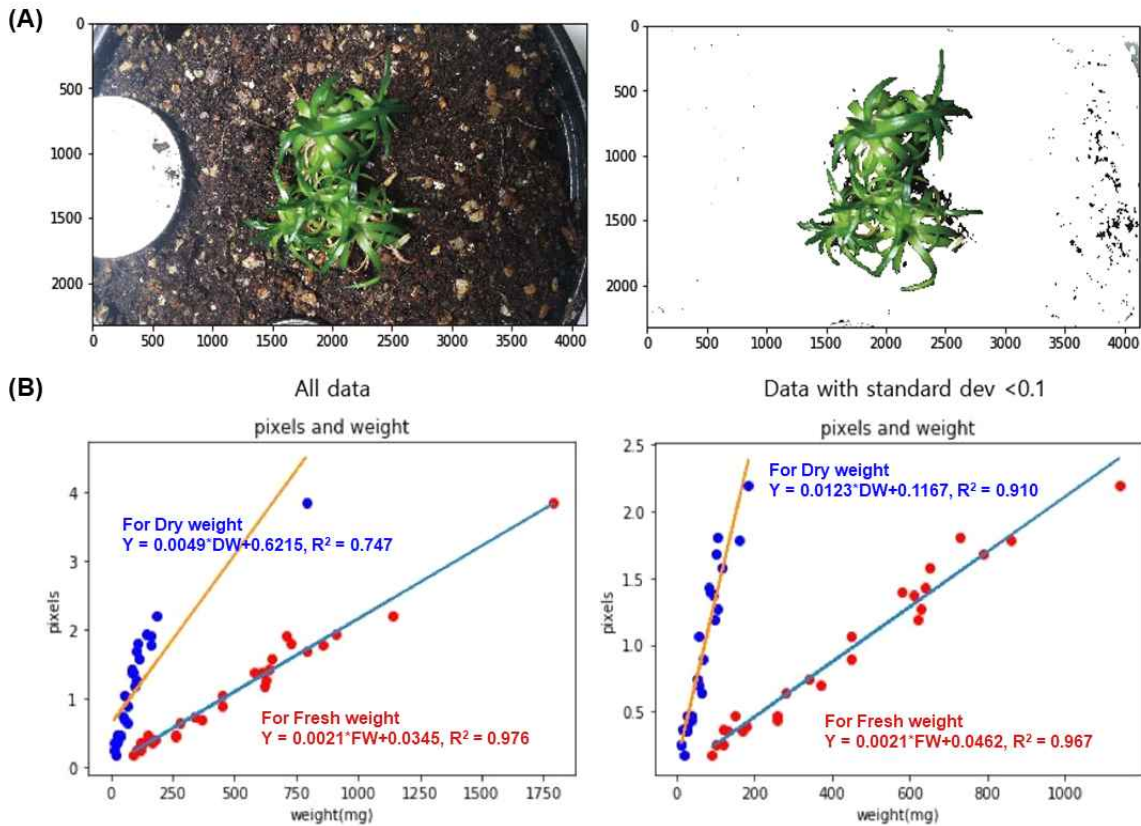 (A)
0
500
1000
1500
2000
0 500 1000 1500 2000 2500 3000 3500 4000
0
500
1000
1500
2000
0 500 1000 1500 2000 2500 3000 3500 4000
(B)
All data
pixels and weight
For Dry weight
Y = 0.0049*DW+0.6215, R² = 0.747
For Fresh weight
Y = 0.0021*FW+0.0345, R² = 0.976
pixels
4
3
2
1
0
0 250 500 750 1000 1250 1500 1750
weight(mg)
Data with standard dev <0.1
pixels and weight
For Dry weight
Y = 0.0123*DW+0.1167, R² = 0.910
For Fresh weight
Y = 0.0021*FW+0.0462, R² = 0.967
pixels
2.5
2.0
1.5
1.0
0.5
0 200 400 600 800 1000
weight(mg)